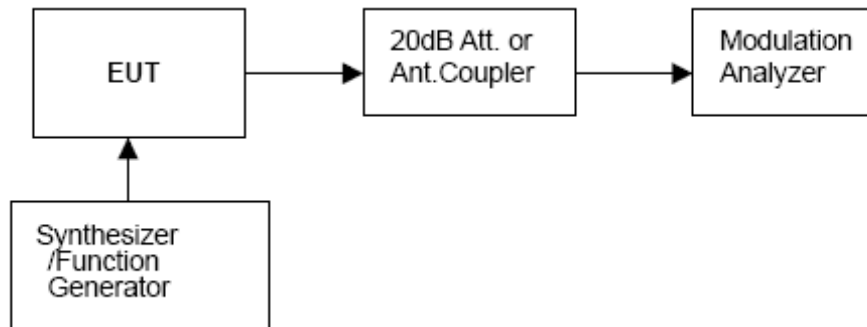 EUT
20dB Att. or
Ant.Coupler
Modulation
Analyzer
Synthesizer
/Function
Generator